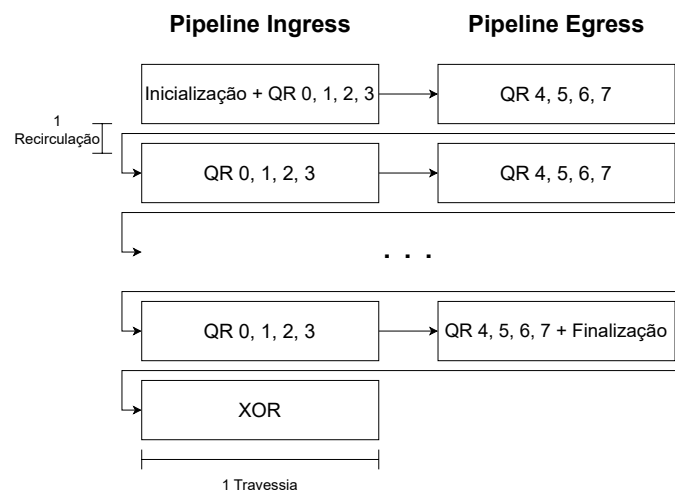 Pipeline Ingress
Pipeline Egress
Inicialização + QR 0, 1, 2, 3
QR 4, 5, 6, 7
1
Recirculação
QR 0, 1, 2, 3
QR 4, 5, 6, 7
. . .
QR 0, 1, 2, 3
QR 4, 5, 6, 7 + Finalização
XOR
1 Travessia